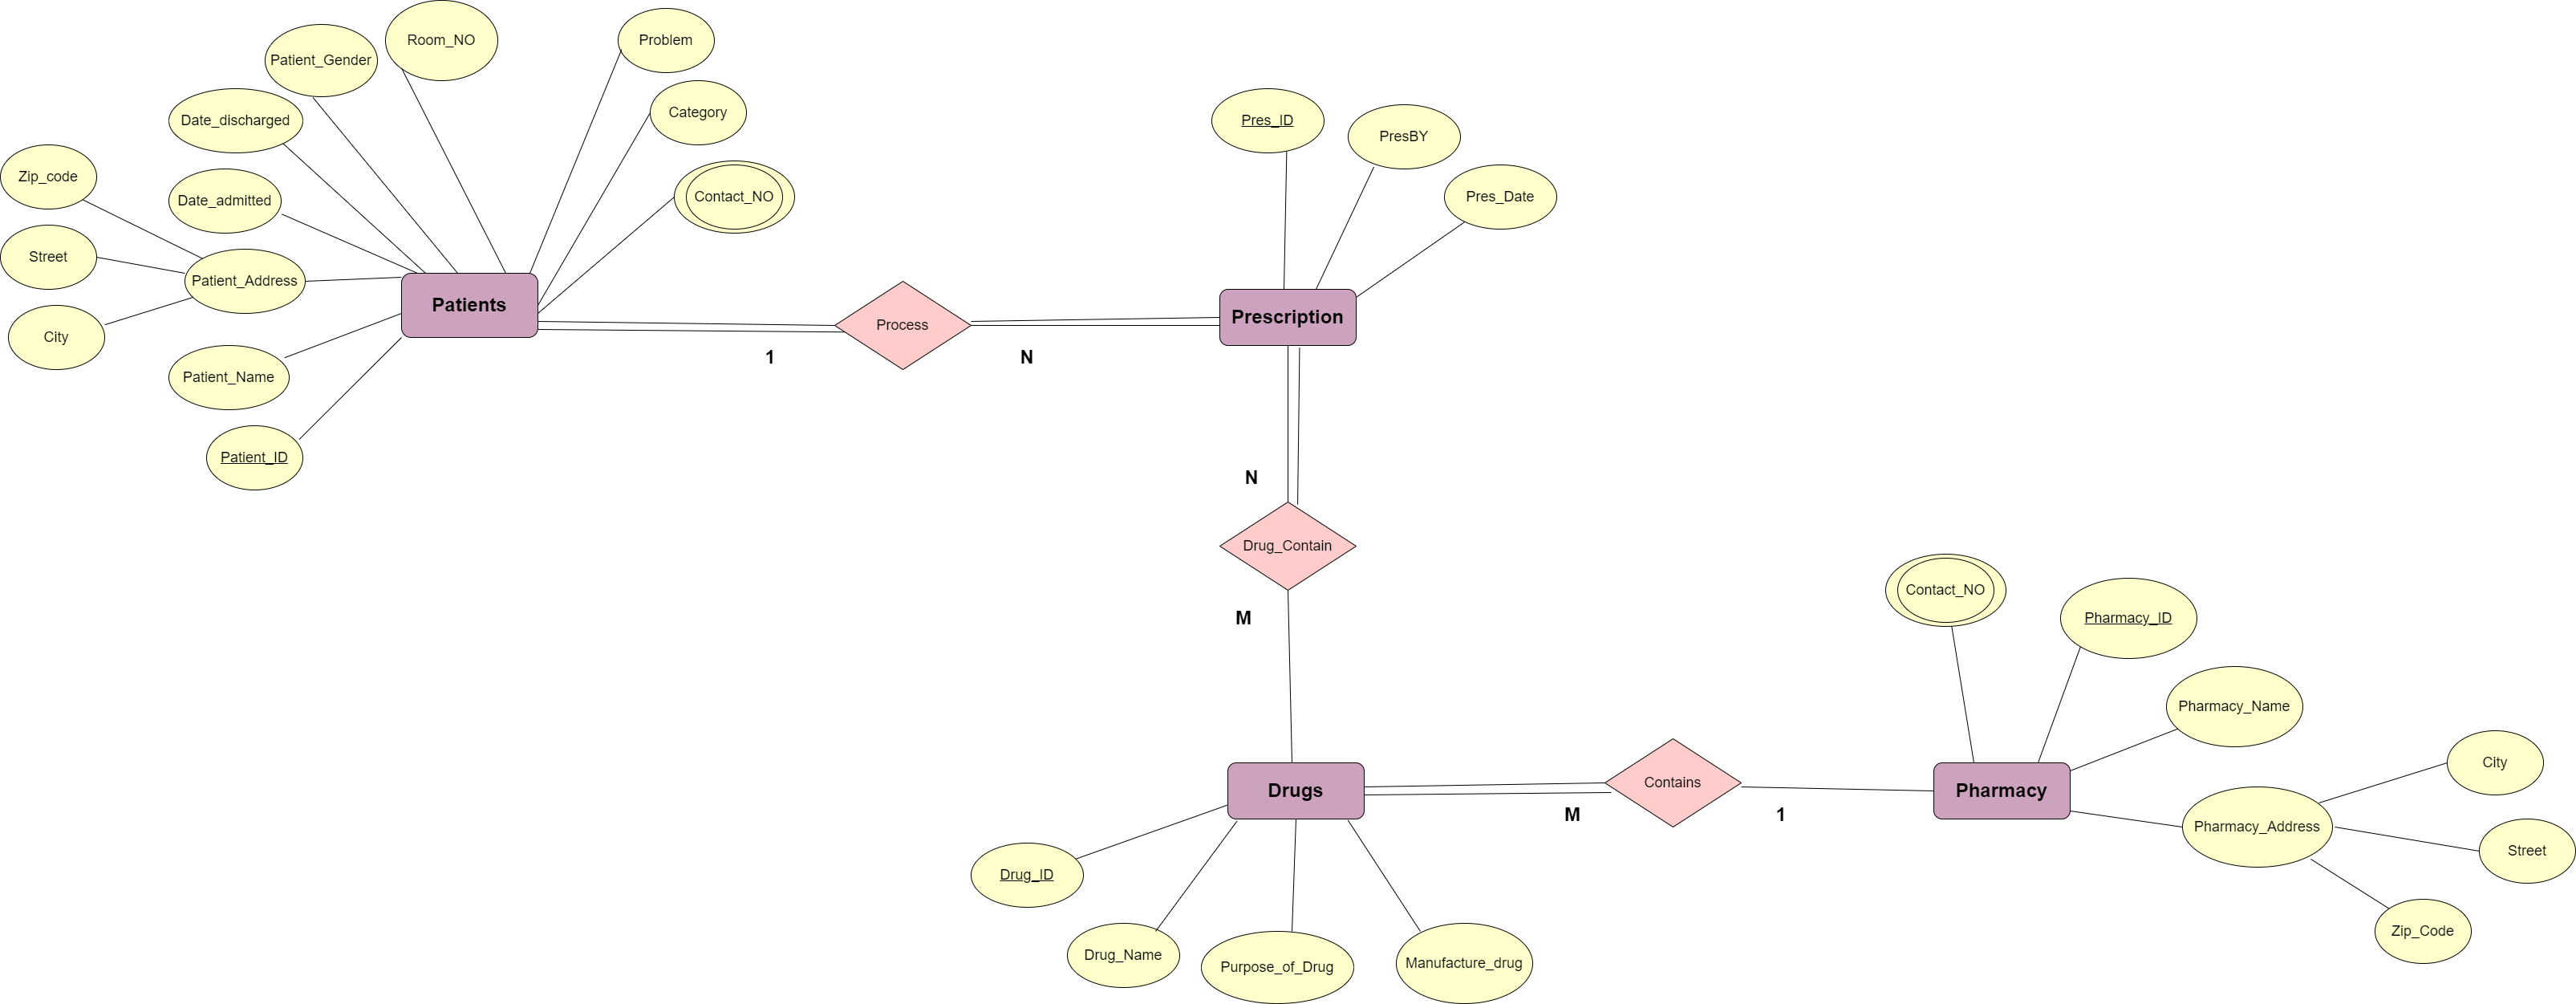 Room_NO
Problem
Patient_Gender
Category
Date_discharged
Pres_ID
PresBY
Zip_code
Date_admitted
Contact_NO
Pres_Date
Street
Patient_Address
Patients
Prescription
Process
City
1
N
Patient_Name
Patient_ID
N
Drug_Contain
Contact_NO
Pharmacy_ID
M
Pharmacy_Name
City
Contains
Drugs
Pharmacy
M
1
Pharmacy_Address
Street
Drug_ID
Zip_Code
Drug_Name
Purpose_of_Drug
Manufacture_drug